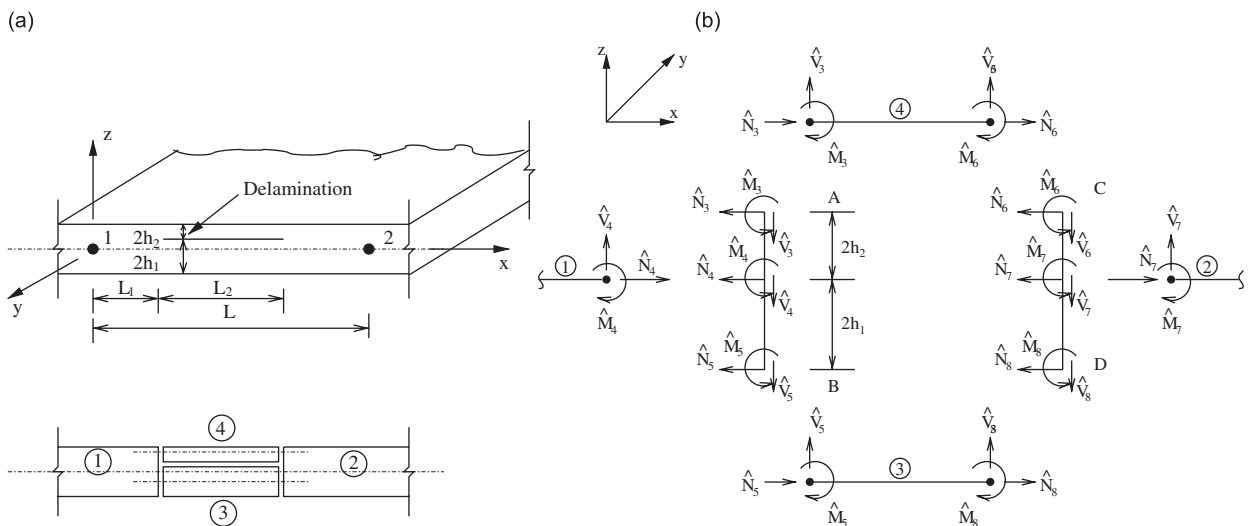 (a)
z
Delamination
1
2h₂
2h₁
2
x
y
L₁
L₂
L
④
①
②
③
(b)
z
y
x
V̂₃
N̂₃
M̂₃
④
N̂₆
M̂₆
①
V̂₄
N̂₄
M̂₄
M̂₃
N̂₃
V̂₃
A
2h₂
M̂₄
N̂₄
V̂₄
2h₁
M̂₅
N̂₅
V̂₅
B
M̂₆
C
N̂₆
V̂₆
M̂₇
N̂₇
V̂₇
M̂₈
D
N̂₈
V̂₈
V̂₇
N̂₇
②
M̂₇
V̂₅
N̂₅
M̂₅
③
N̂₈
M̂₈